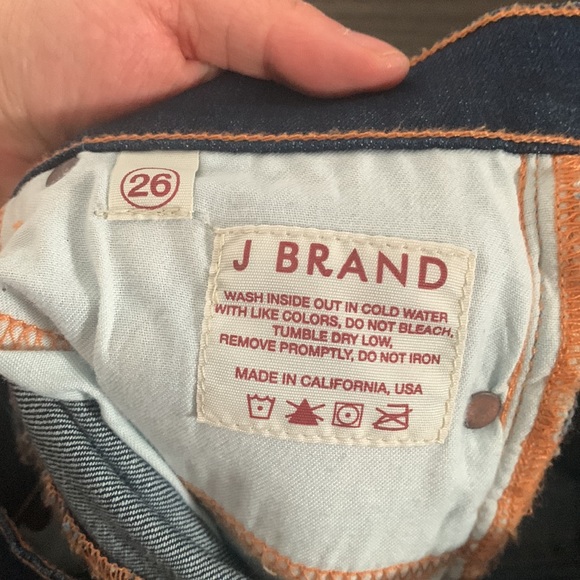 26
J BRAND
WASH INSIDE OUT IN COLD WATER
WITH LIKE COLORS, DO NOT BLEACH,
TUMBLE DRY LOW,
REMOVE PROMPTLY, DO NOT IRON
MADE IN CALIFORNIA, USA